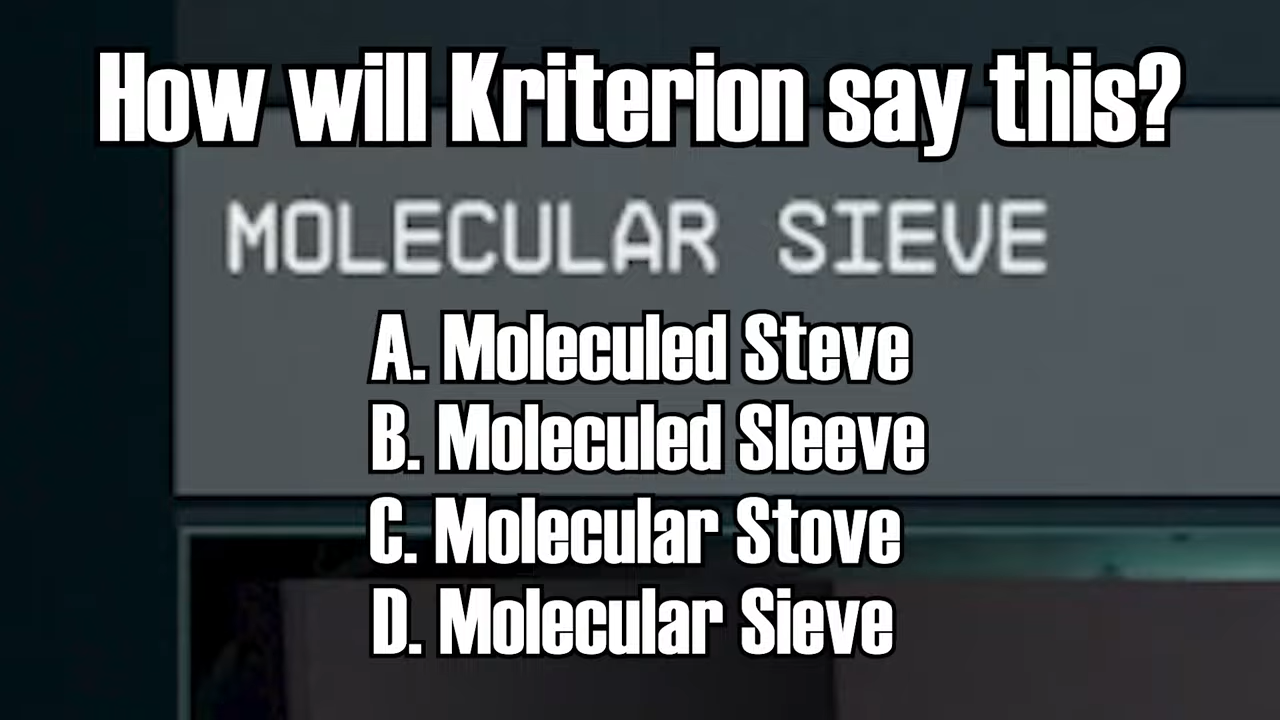 How will Kriterion say this?
MOLECULAR SIEVE
A. Moleculed Steve
B. Moleculed Sleeve
C. Molecular Stove
D. Molecular Sieve